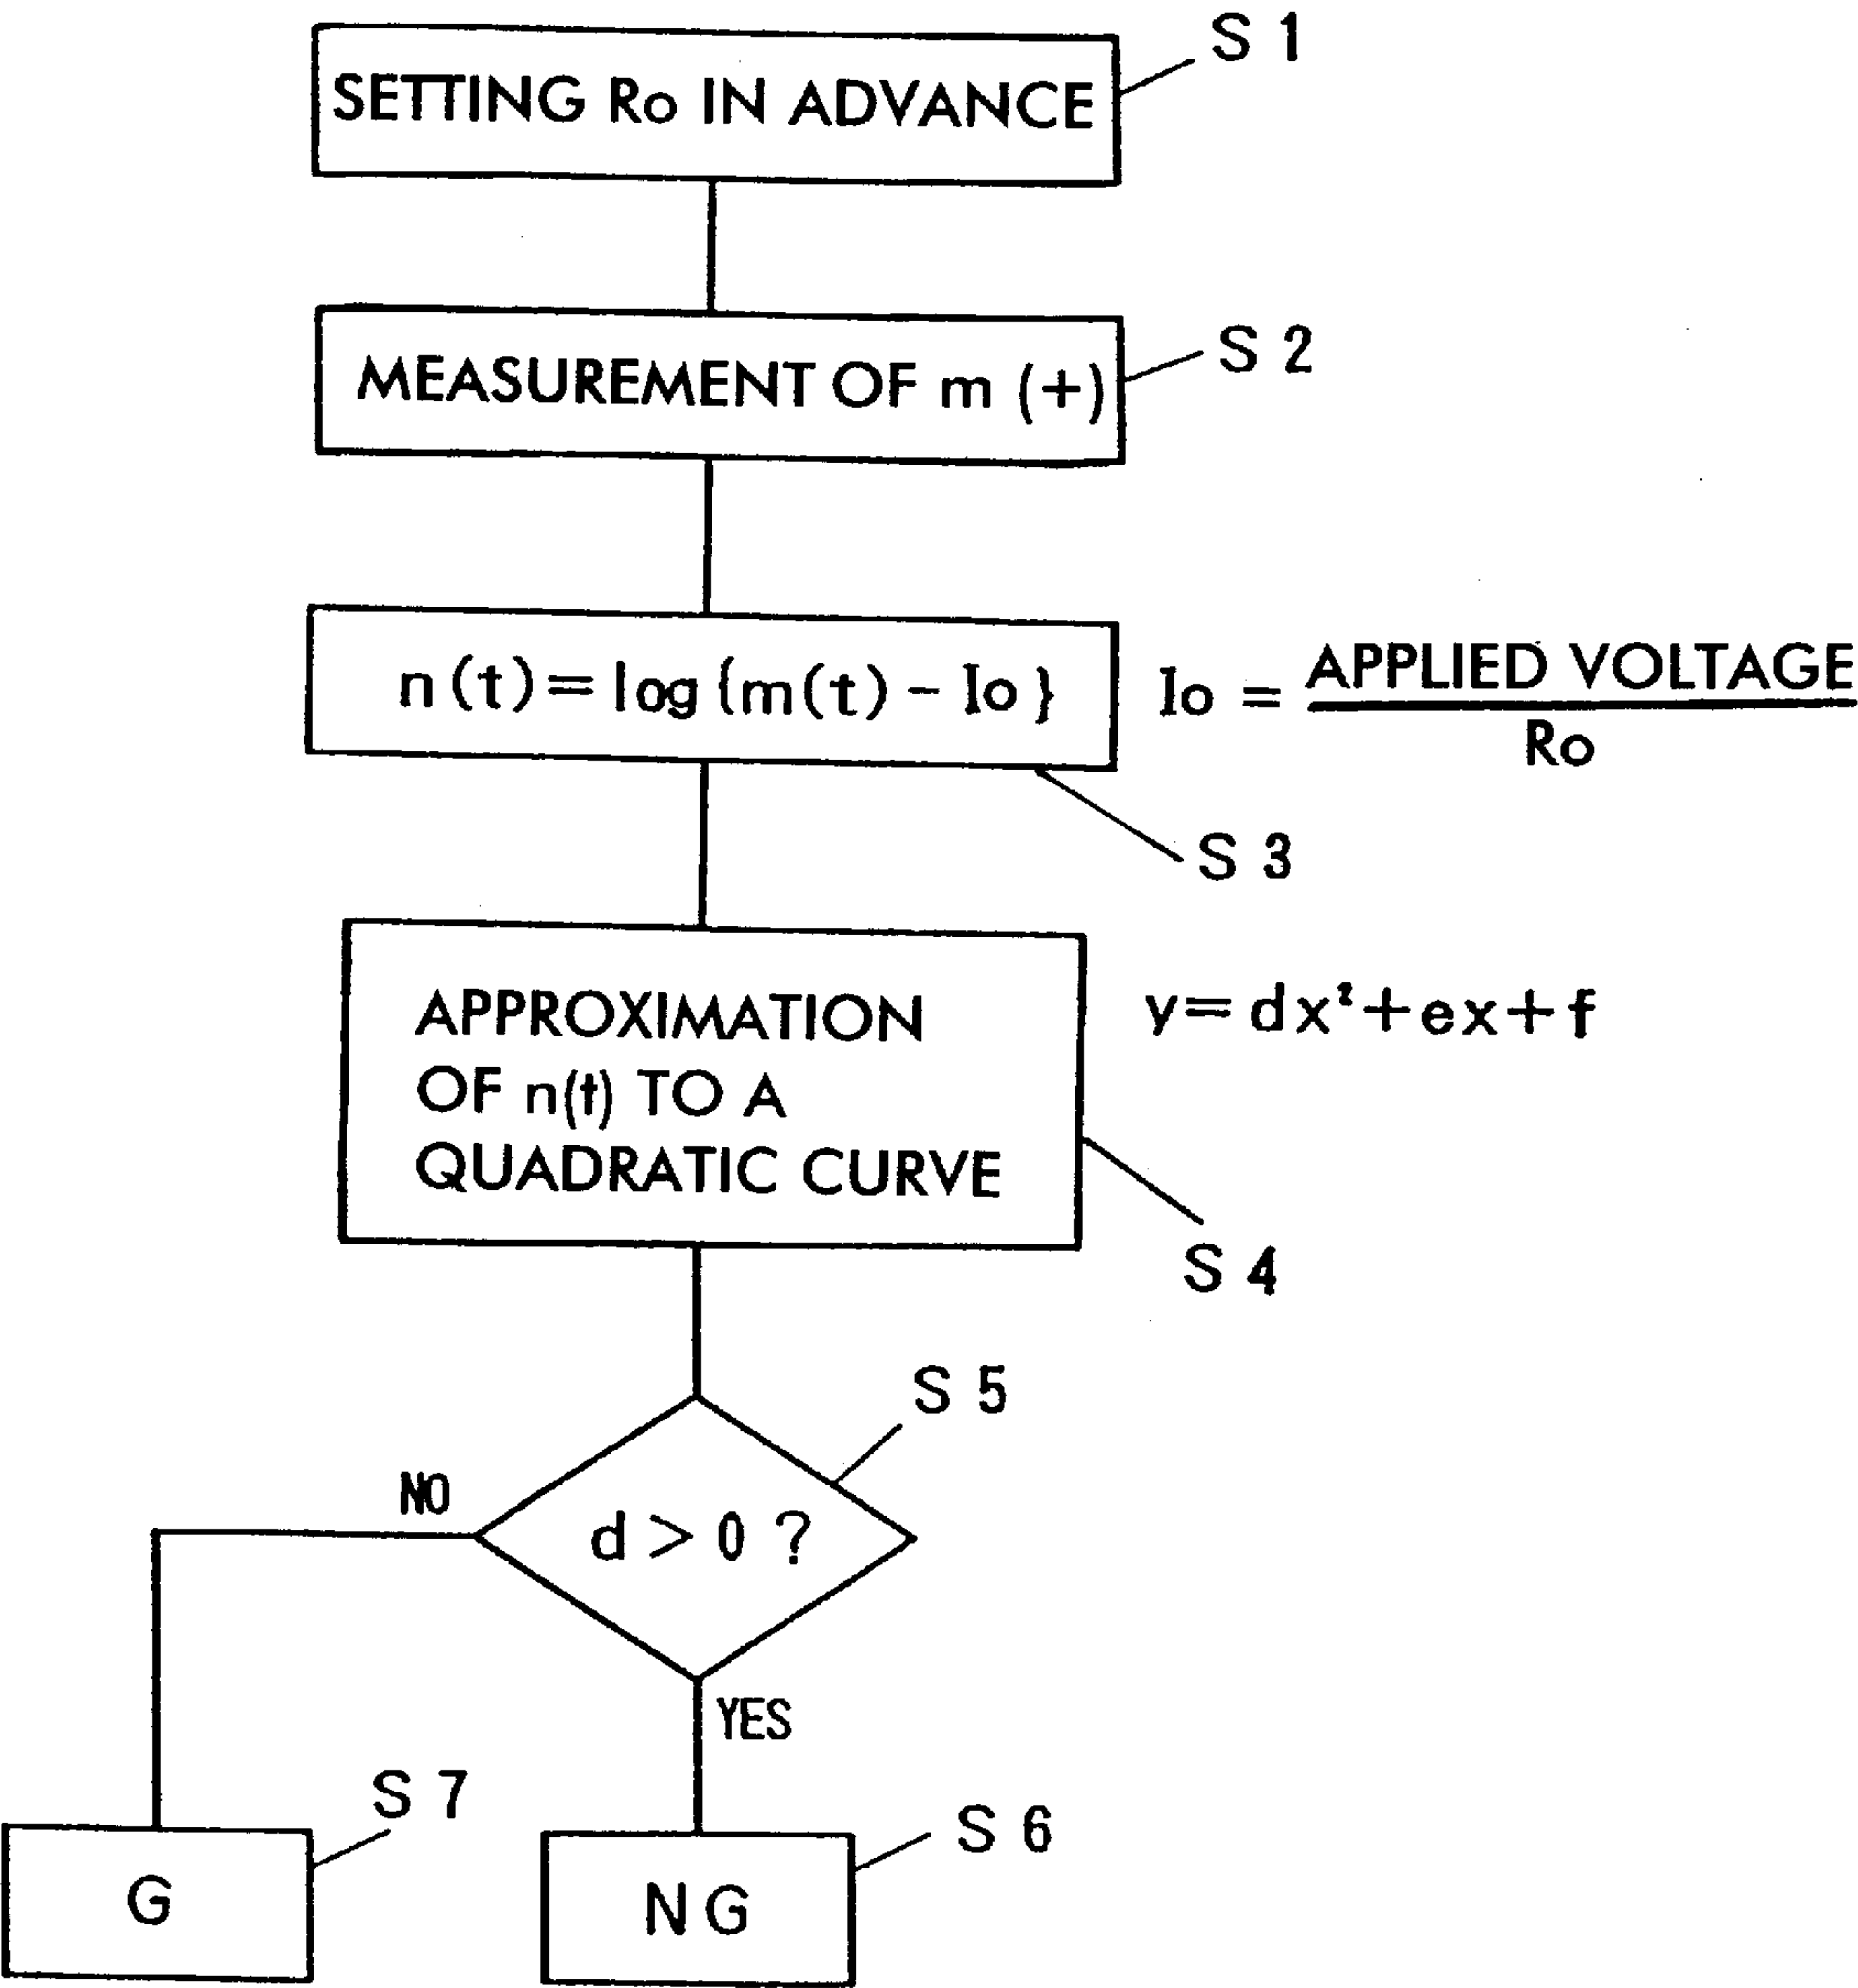 S 1
SETTING Ro IN ADVANCE
S 2
MEASUREMENT OF m (+)
n(t)=log{m(t)-Io} Io = APPLIED VOLTAGE
Ro
S 3
APPROXIMATION
OF n(t) TO A
QUADRATIC CURVE
y=dx²+ex+f
S 4
S 5
NO
d>0?
YES
S 7
S 6
G
NG